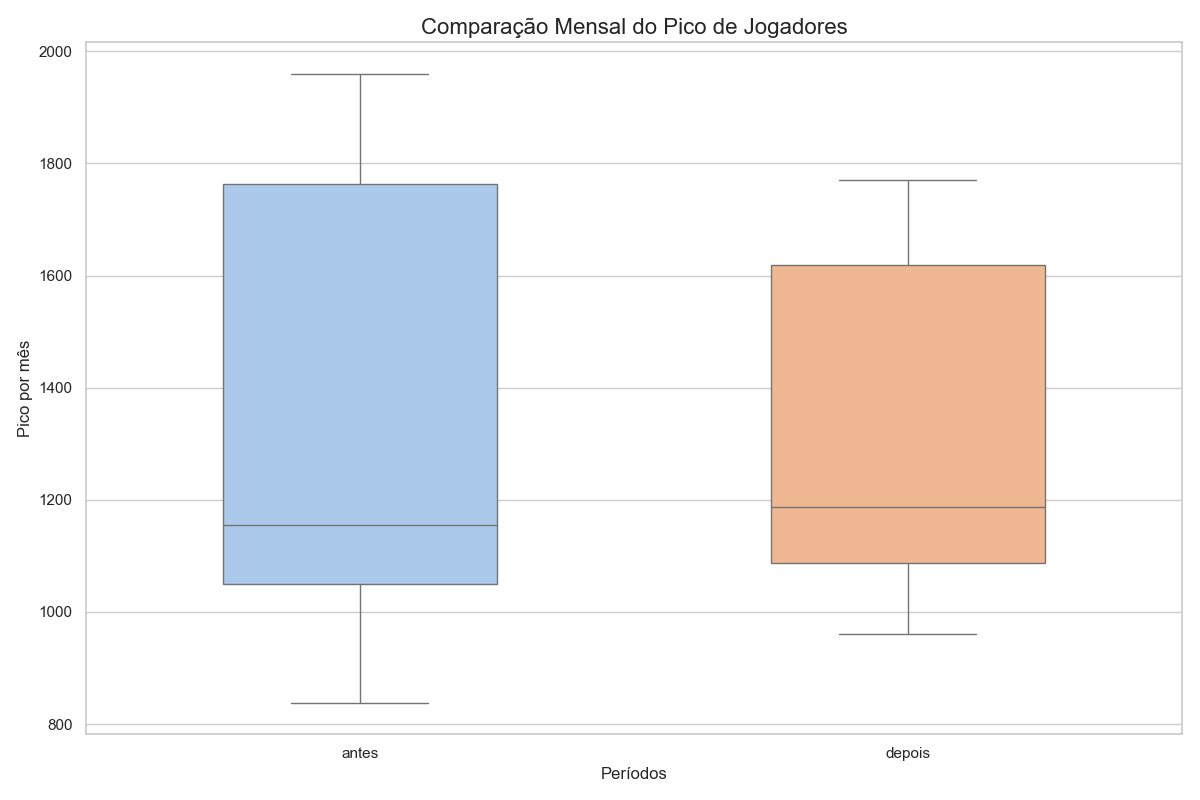 Comparação Mensal do Pico de Jogadores
2000
1800
1600
1400
1200
1000
800
Pico por mês
antes
depois
Períodos